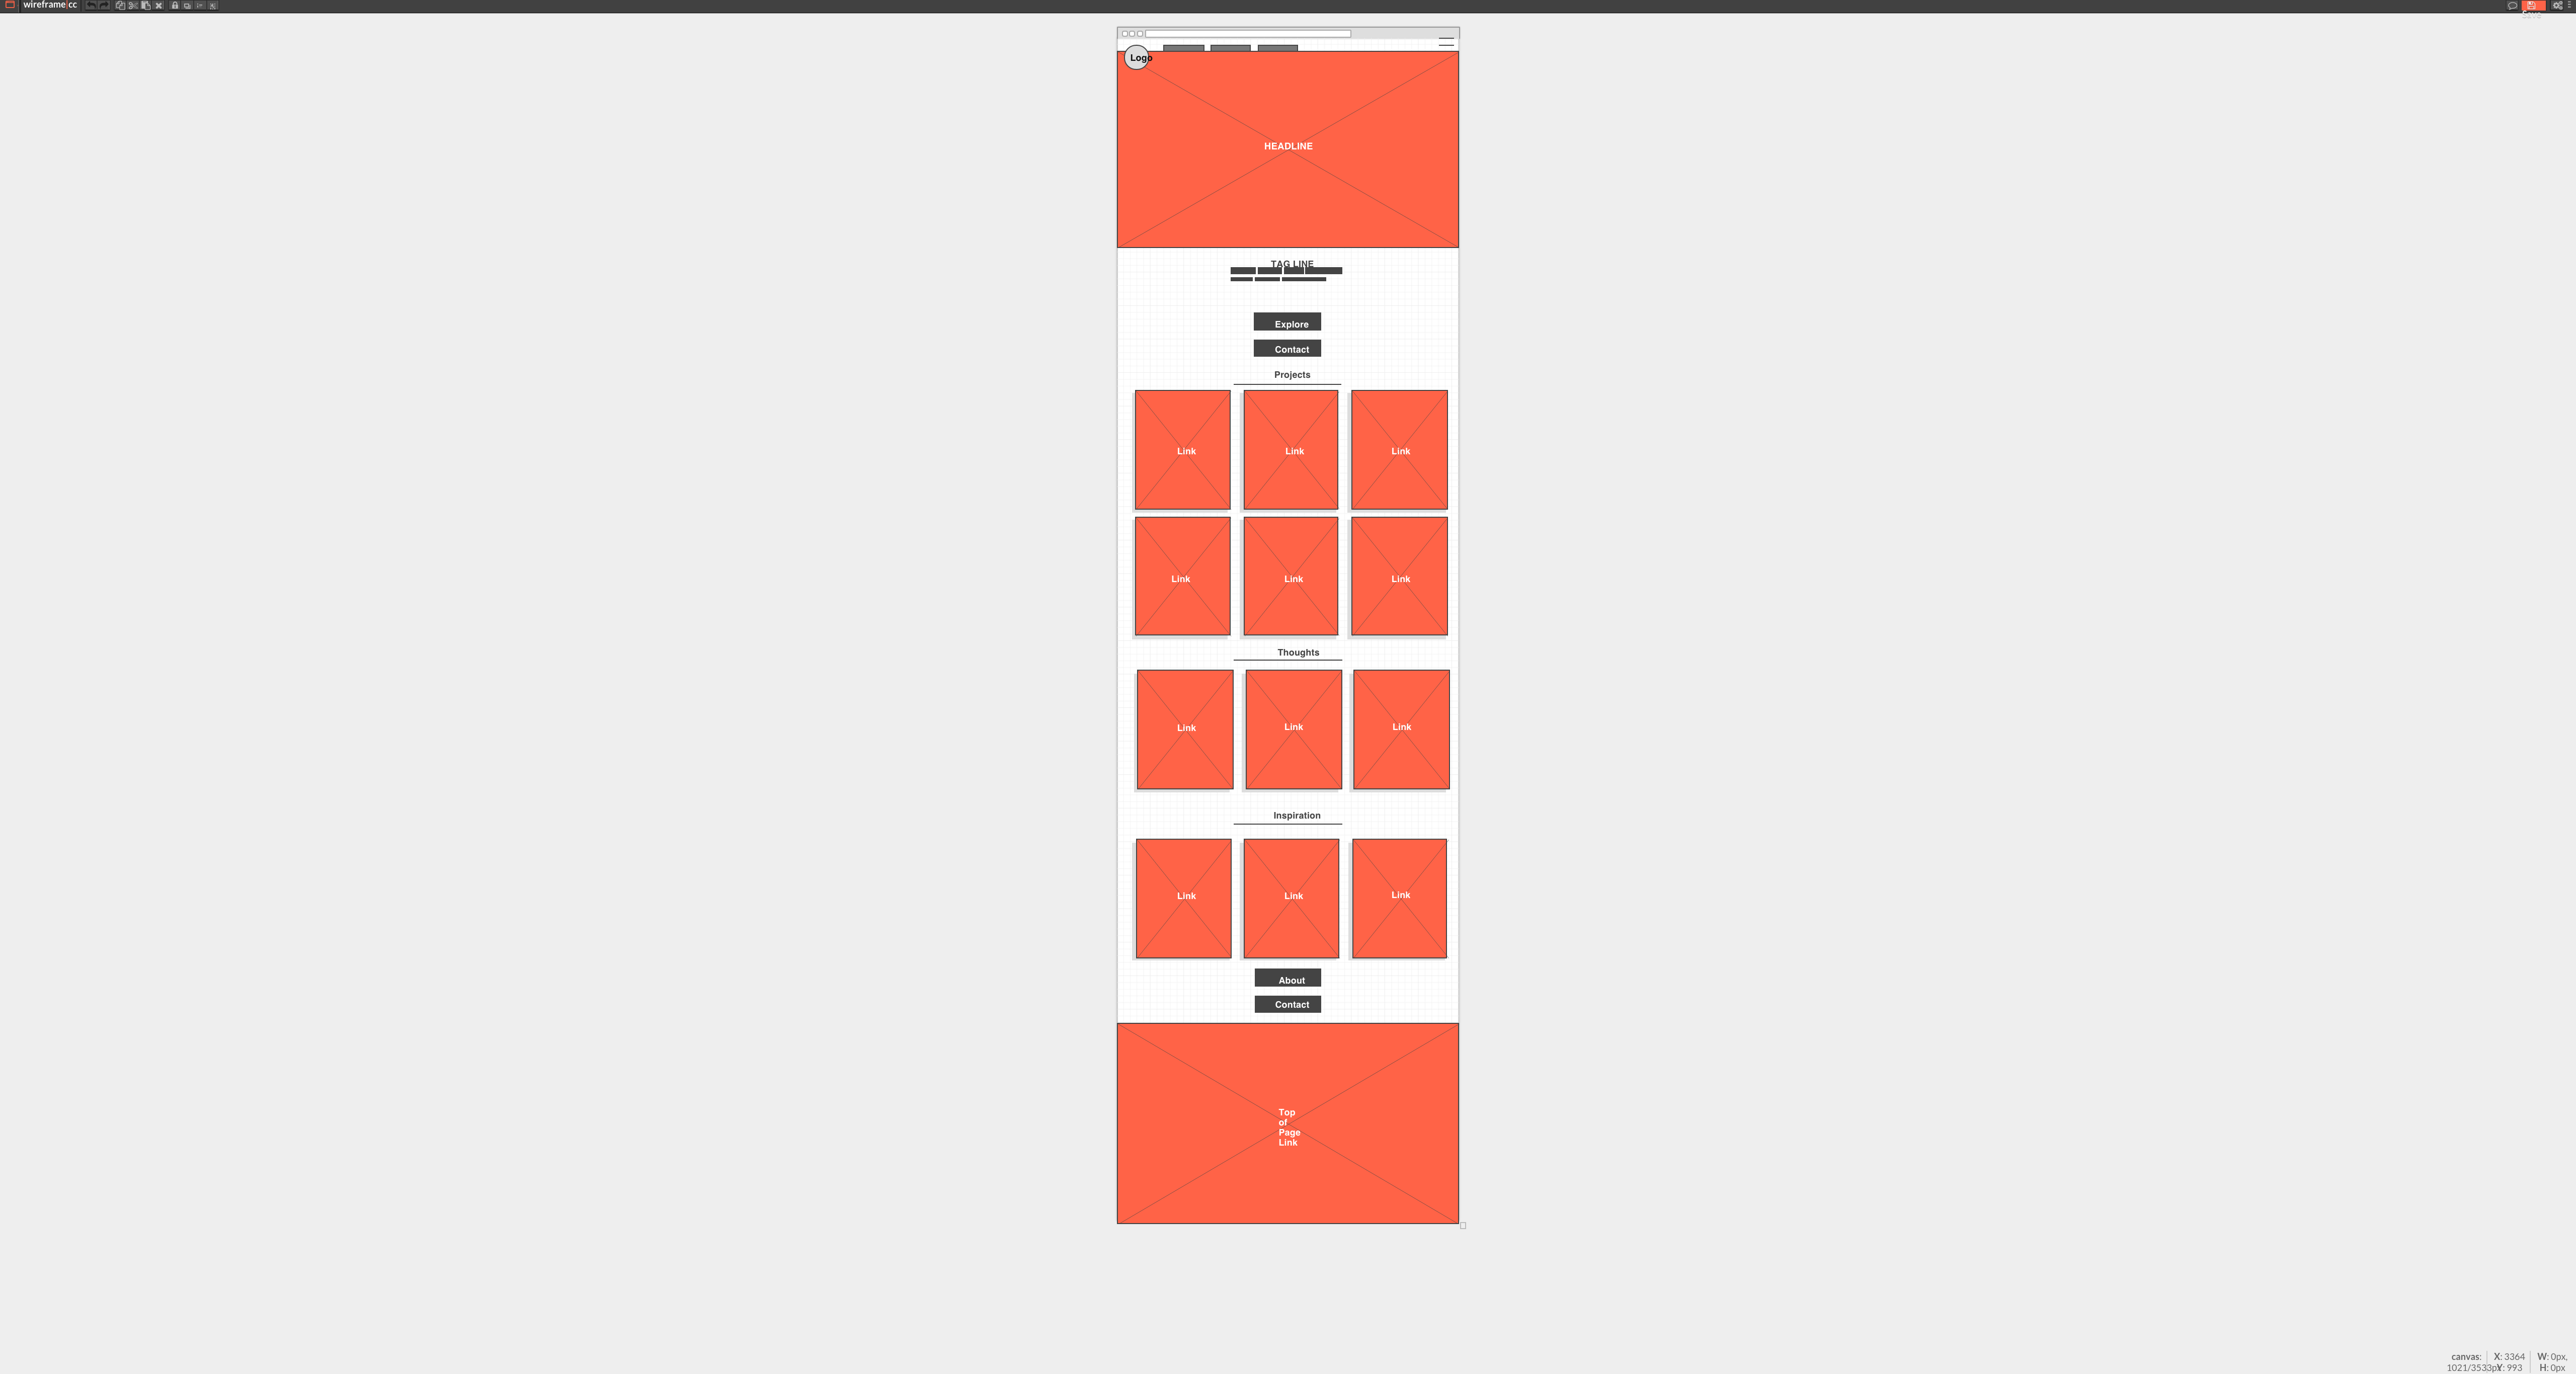 wireframe|cc
Save
Logo
HEADLINE
TAG LINE
Explore
Contact
Projects
Link
Link
Link
Link
Link
Link
Thoughts
Link
Link
Link
Inspiration
Link
Link
Link
About
Contact
Top
of
Page
Link
canvas: X: 3364 W: 0px,
1021/3533px Y: 993 H: 0px